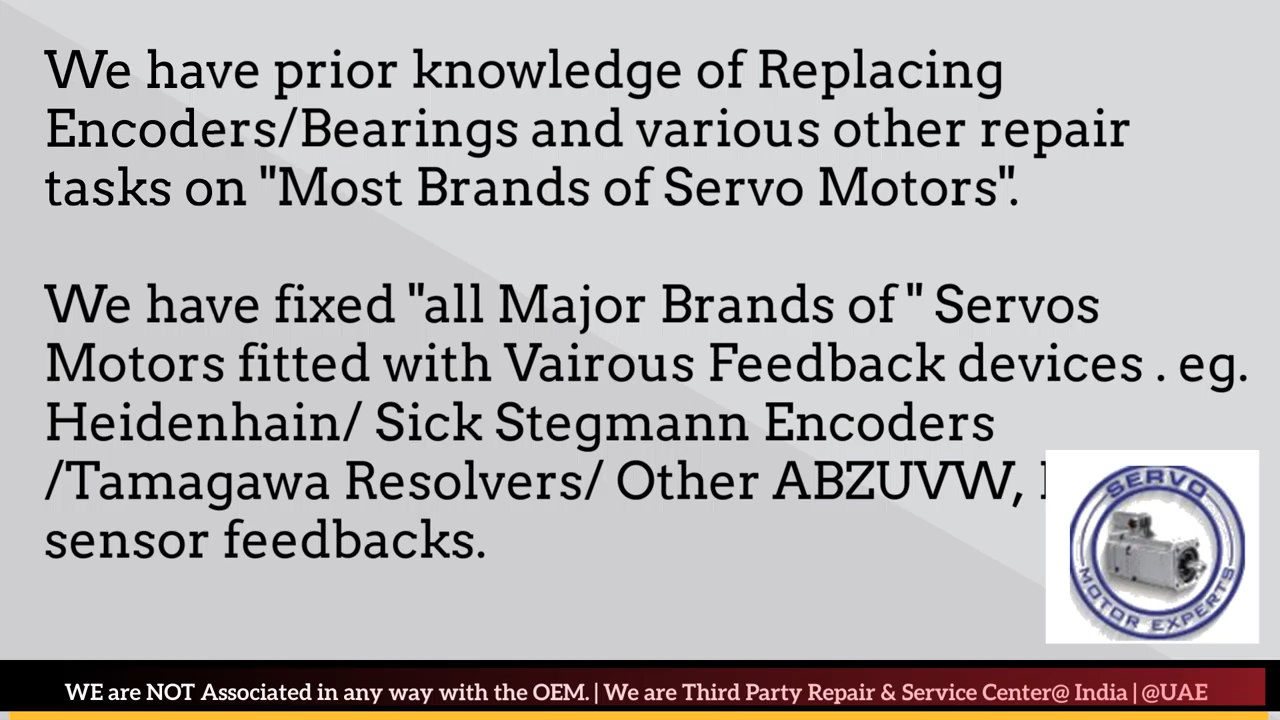 We have prior knowledge of Replacing
Encoders/Bearings and various other repair
tasks on "Most Brands of Servo Motors".
We have fixed "all Major Brands of " Servos
Motors fitted with Vairous Feedback devices . eg.
Heidenhain/ Sick Stegmann Encoders
/Tamagawa Resolvers/ Other ABZUVW,
sensor feedbacks.
SERVO
MOTOR EXPERTS
WE are NOT Associated in any way with the OEM. | We are Third Party Repair & Service Center@ India | @UAE